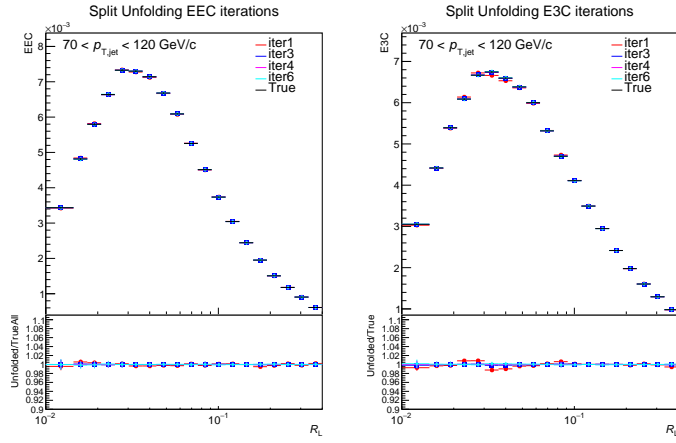 Split Unfolding EEC iterations
×10⁻³
EEC
70 < p_T,jet < 120 GeV/c
iter1
iter3
iter4
iter6
True
8
7
6
5
4
3
2
1
Unfolded/TrueAll
1.1
1.08
1.06
1.04
1.02
1
0.98
0.96
0.94
0.92
0.9
10⁻²
10⁻¹
R_L
Split Unfolding E3C iterations
×10⁻³
E3C
70 < p_T,jet < 120 GeV/c
iter1
iter3
iter4
iter6
True
7
6
5
4
3
2
1
Unfolded/True
1.1
1.08
1.06
1.04
1.02
1
0.98
0.96
0.94
0.92
0.9
10⁻²
10⁻¹
R_L